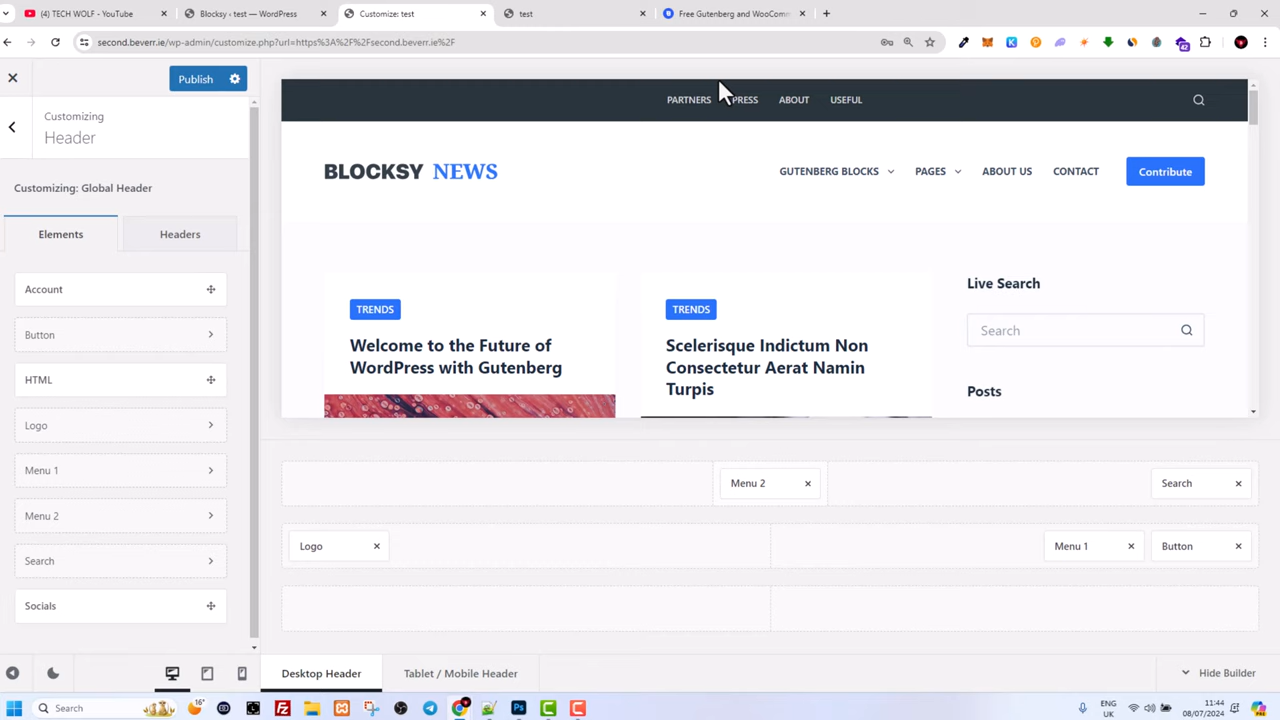 (4) TECH WOLF - YouTube
Blocksy ‹ test — WordPress
Customize: test
test
Free Gutenberg and WooComm
second.beverr.ie/wp-admin/customize.php?url=https%3A%2F%2Fsecond.beverr.ie%2F
42
Publish
Customizing
Header
Customizing: Global Header
Elements
Headers
Account
Button
HTML
Logo
Menu 1
Menu 2
Search
Socials
PARTNERS
PRESS
ABOUT
USEFUL
BLOCKSY NEWS
GUTENBERG BLOCKS
PAGES
ABOUT US
CONTACT
Contribute
TRENDS
Welcome to the Future of
WordPress with Gutenberg
TRENDS
Scelerisque Indictum Non
Consectetur Aerat Namin
Turpis
Live Search
Search
Posts
Menu 2
Search
Logo
Menu 1
Button
Desktop Header
Tablet / Mobile Header
Hide Builder
Search
16°
ENG
UK
11:44
08/07/2024